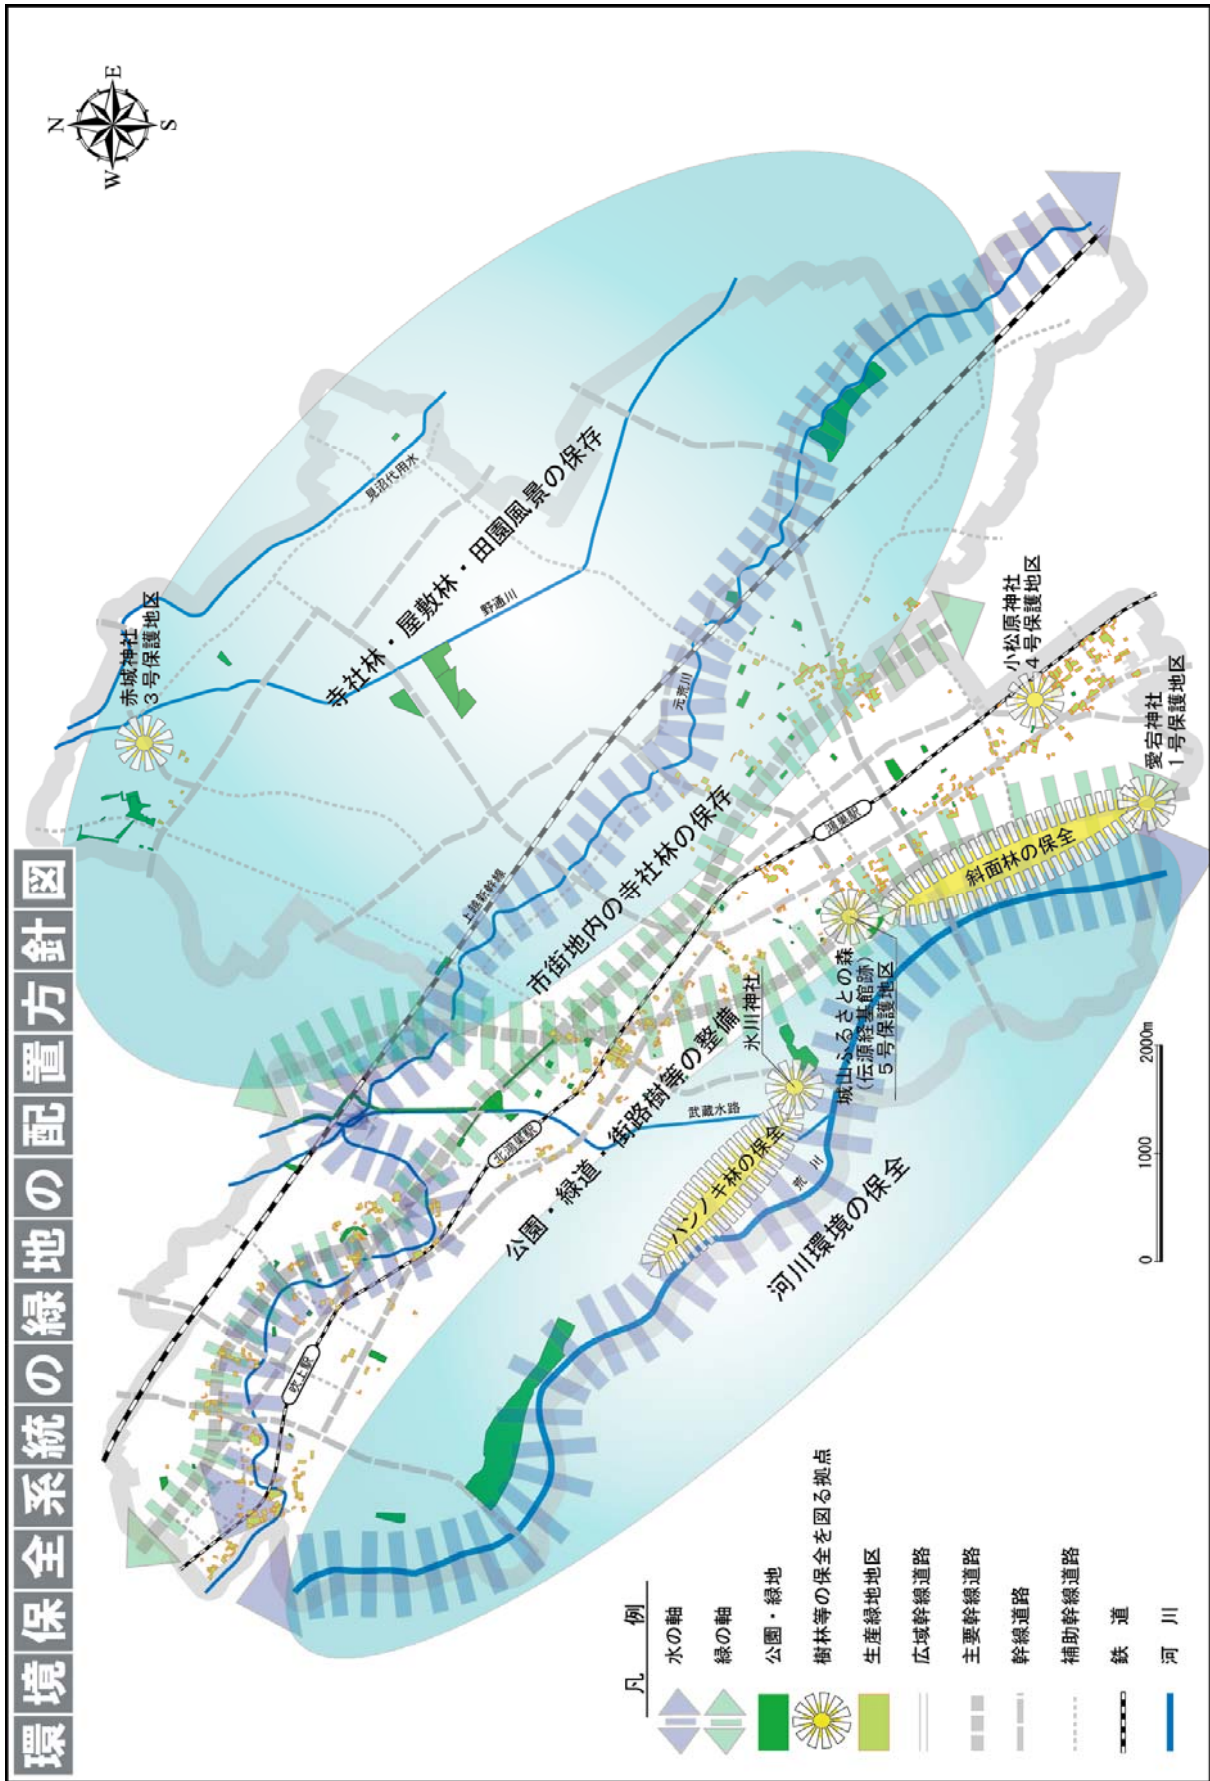 環境保全系統の緑地の配置方針図
N
E
S
W
赤城神社
3号保護地区
見沼代用水
寺社林・屋敷林・田園風景の保存
野通川
元荒川
上越新幹線
市街地内の寺社林の保存
小松原神社
4号保護地区
愛宕神社
1号保護地区
鴻巣駅
斜面林の保全
城山ふるさとの森
(伝源経基館跡)
5号保護地区
氷川神社
公園・緑道・街路樹等の整備
武蔵水路
北鴻巣駅
ハンノキ林の保全
荒川
河川環境の保全
吹上駅
0 1000 2000m
凡 例
水の軸
緑の軸
公園・緑地
樹林等の保全を図る拠点
生産緑地地区
広域幹線道路
主要幹線道路
幹線道路
補助幹線道路
鉄 道
河 川